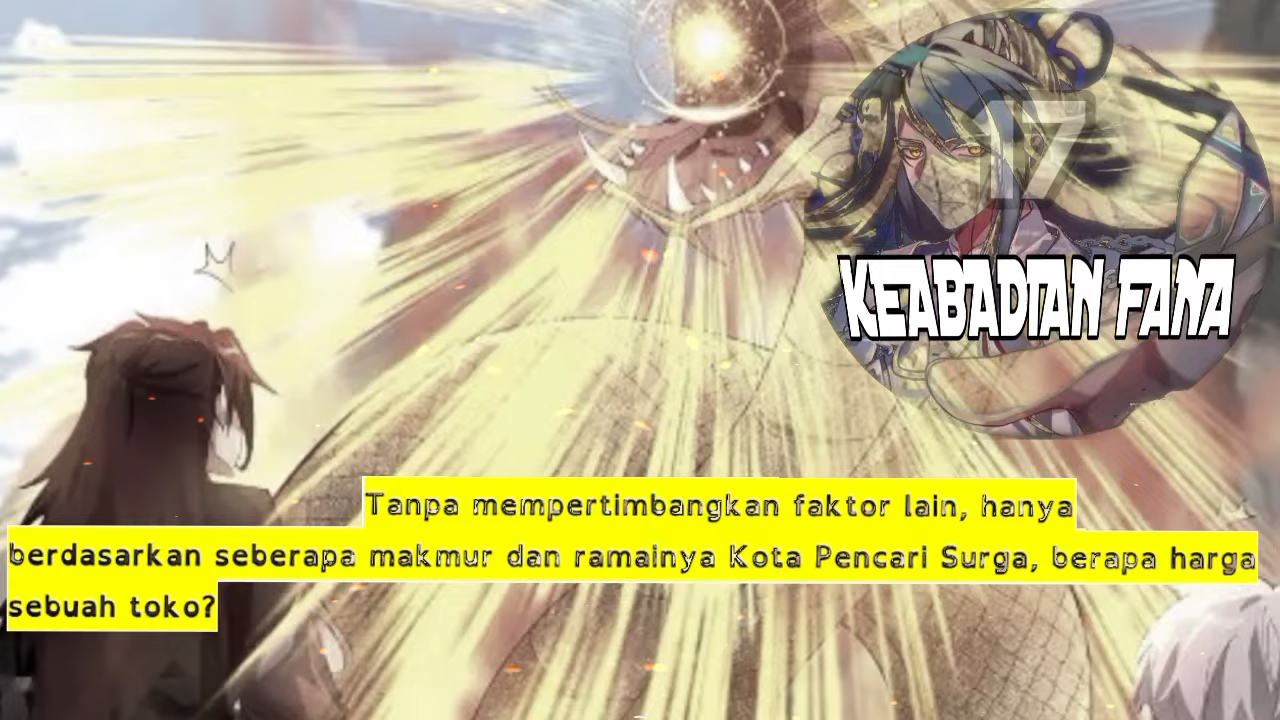 17
KEABADIAN FANA
Tanpa mempertimbangkan faktor lain, hanya
berdasarkan seberapa makmur dan ramainya Kota Pencari Surga, berapa harga
sebuah toko?